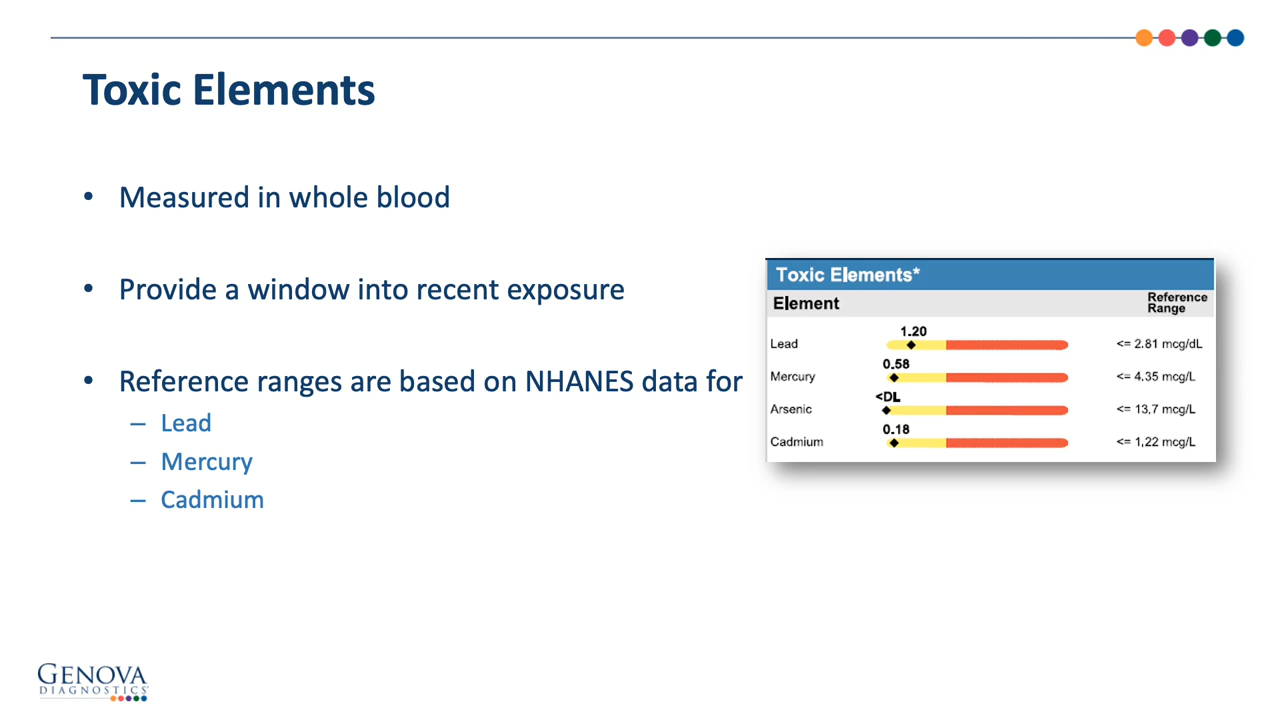 Toxic Elements
• Measured in whole blood
• Provide a window into recent exposure
• Reference ranges are based on NHANES data for
– Lead
– Mercury
– Cadmium
Toxic Elements*
Element Reference Range
1.20
Lead <= 2.81 mcg/dL
0.58
Mercury <= 4.35 mcg/L
<DL
Arsenic <= 13.7 mcg/L
0.18
Cadmium <= 1.22 mcg/L
GENOVA
DIAGNOSTICS